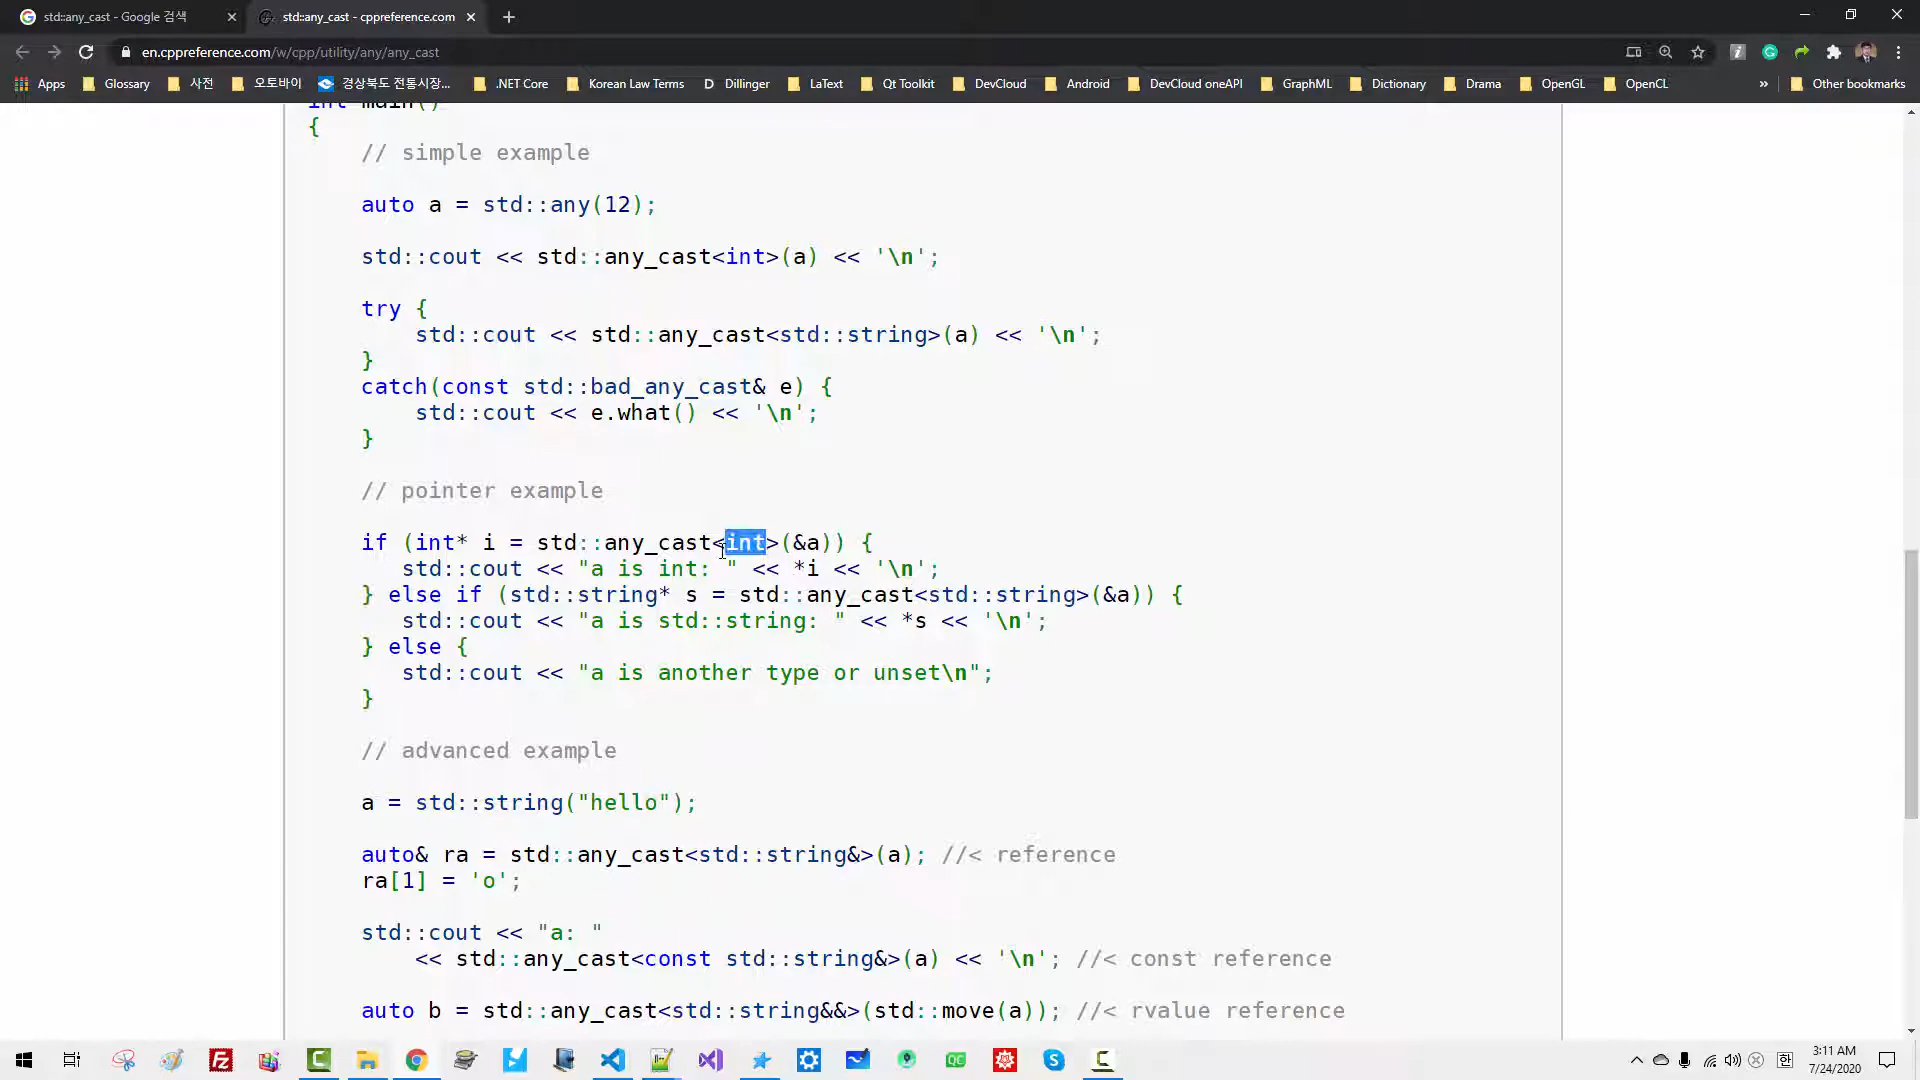 std::any_cast - Google 검색
std::any_cast - cppreference.com
en.cppreference.com/w/cpp/utility/any/any_cast
Apps
Glossary
사전
오토바이
경상북도 전통시장...
.NET Core
Korean Law Terms
D Dillinger
LaText
Qt Toolkit
DevCloud
Android
DevCloud oneAPI
GraphML
Dictionary
Drama
OpenGL
OpenCL
»
Other bookmarks
int main()
{
// simple example
auto a = std::any(12);
std::cout << std::any_cast<int>(a) << '\n';
try {
std::cout << std::any_cast<std::string>(a) << '\n';
}
catch(const std::bad_any_cast& e) {
std::cout << e.what() << '\n';
}
// pointer example
if (int* i = std::any_cast<int>(&a)) {
std::cout << "a is int: " << *i << '\n';
} else if (std::string* s = std::any_cast<std::string>(&a)) {
std::cout << "a is std::string: " << *s << '\n';
} else {
std::cout << "a is another type or unset\n";
}
// advanced example
a = std::string("hello");
auto& ra = std::any_cast<std::string&>(a); //< reference
ra[1] = 'o';
std::cout << "a: "
<< std::any_cast<const std::string&>(a) << '\n'; //< const reference
auto b = std::any_cast<std::string&&>(std::move(a)); //< rvalue reference
한
3:11 AM
7/24/2020